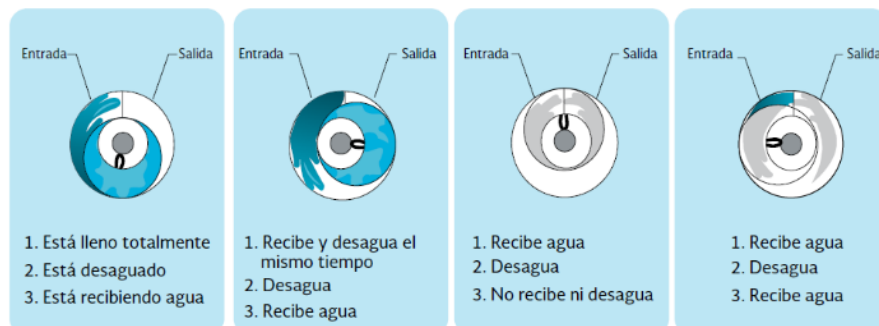 Entrada
Salida
1. Está lleno totalmente
2. Está desaguado
3. Está recibiendo agua
Entrada
Salida
1. Recibe y desagua el
mismo tiempo
2. Desagua
3. Recibe agua
Entrada
Salida
1. Recibe agua
2. Desagua
3. No recibe ni desagua
Entrada
Salida
1. Recibe agua
2. Desagua
3. Recibe agua